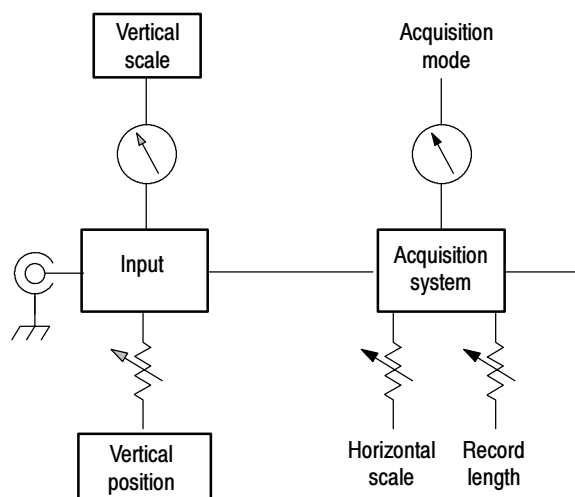 Vertical
scale
Acquisition
mode
Input
Acquisition
system
Vertical
position
Horizontal
scale
Record
length